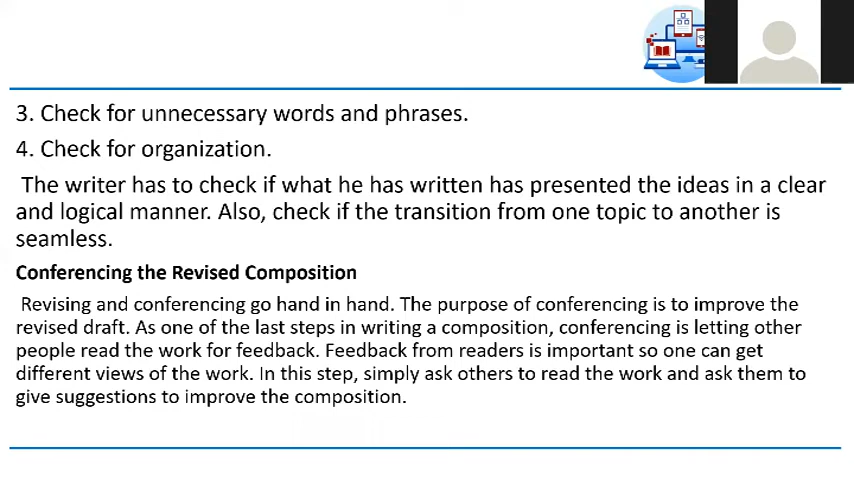 3. Check for unnecessary words and phrases.
4. Check for organization.
The writer has to check if what he has written has presented the ideas in a clear
and logical manner. Also, check if the transition from one topic to another is
seamless.
Conferencing the Revised Composition
Revising and conferencing go hand in hand. The purpose of conferencing is to improve the
revised draft. As one of the last steps in writing a composition, conferencing is letting other
people read the work for feedback. Feedback from readers is important so one can get
different views of the work. In this step, simply ask others to read the work and ask them to
give suggestions to improve the composition.